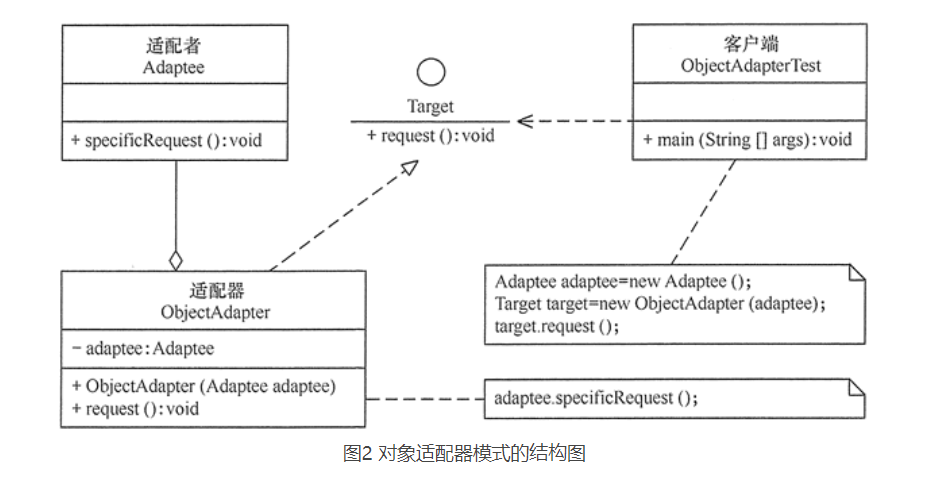 适配者
Adaptee
+ specificRequest ( ) : void
Target
+ request ( ) : void
客户端
ObjectAdapterTest
+ main (String [ ] args) : void
适配器
ObjectAdapter
- adaptee : Adaptee
+ ObjectAdapter (Adaptee adaptee)
+ request ( ) : void
Adaptee adaptee=new Adaptee ( );
Target target=new ObjectAdapter (adaptee);
target.request ( );
adaptee.specificRequest ( );
图2 对象适配器模式的结构图